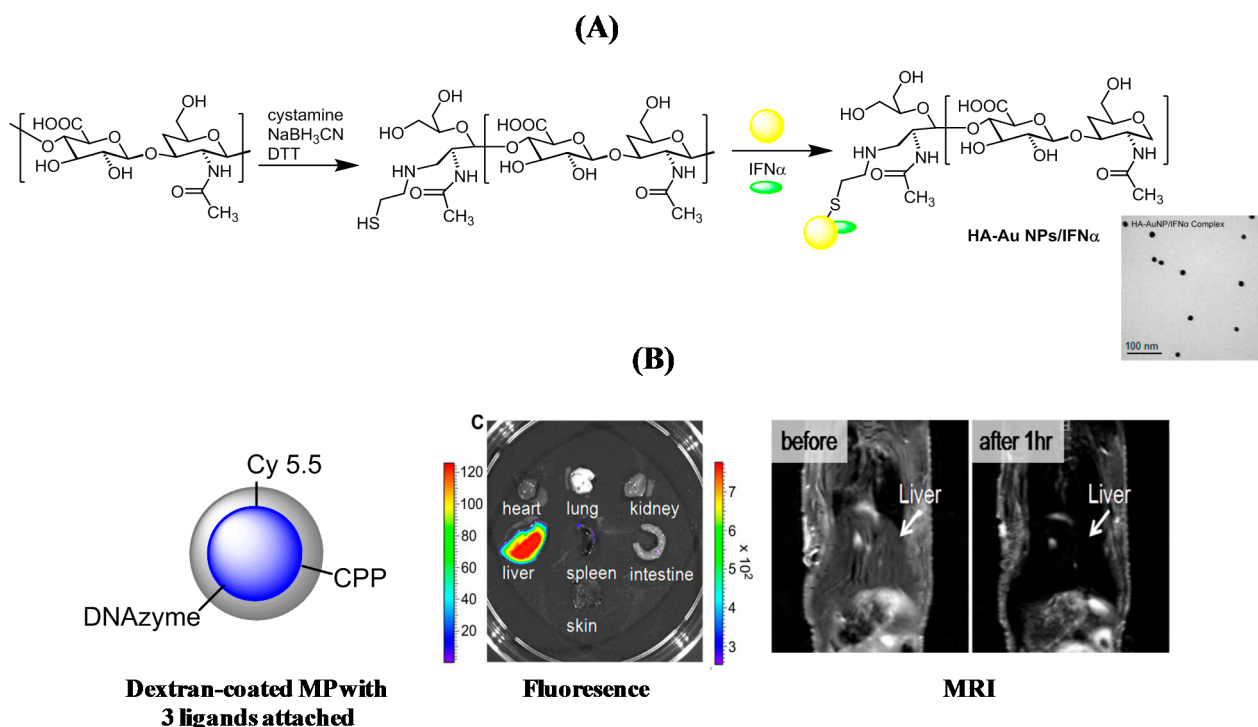 (A)
OH
HOOC
O
O
HO
OH
O
NH
O
CH3
cystamine
NaBH3CN
DTT
OH
HO
O
HN
NH
O
CH3
HS
HOOC
O
O
HO
OH
OH
O
O
NH
O
CH3
IFNα
OH
HO
O
HN
NH
O
CH3
S
HOOC
O
O
HO
OH
OH
O
O
NH
O
CH3
HA-Au NPs/IFNα
HA-AuNP/IFNα Complex
100 nm
(B)
Cy 5.5
CPP
DNAzyme
Dextran-coated MP with
3 ligands attached
C
120
100
80
60
40
20
heart lung kidney
liver spleen intestine
skin
7
6
5
4
3
x 10²
Fluoresence
before
Liver
after 1hr
Liver
MRI